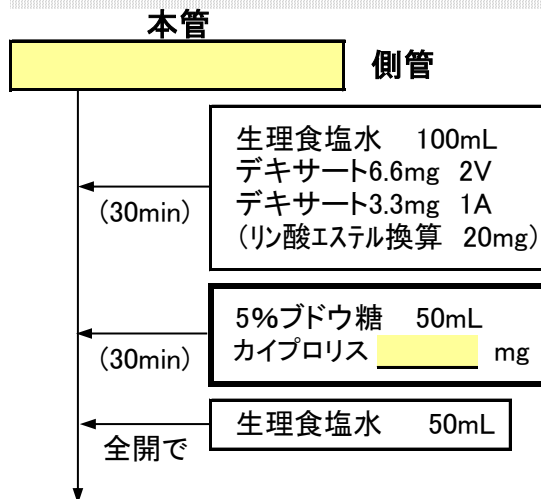 本管
側管
生理食塩水 100mL
デキサート6.6mg 2V
デキサート3.3mg 1A
(リン酸エステル換算 20mg)
(30min)
5%ブドウ糖 50mL
カイプロリス mg
(30min)
生理食塩水 50mL
全開で